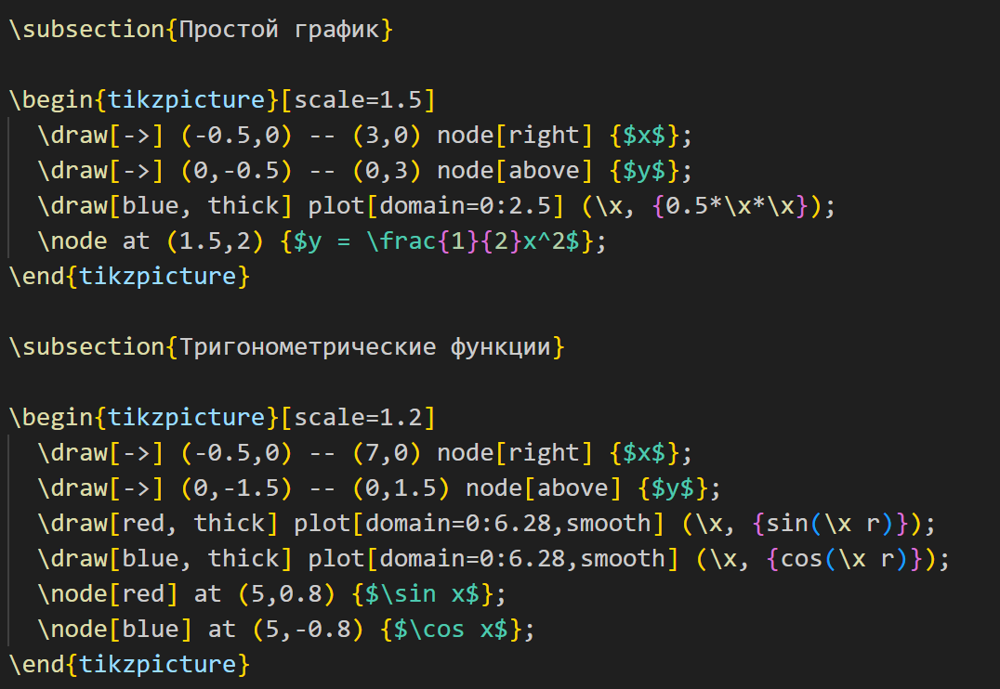 \subsection{Простой график}
\begin{tikzpicture}[scale=1.5]
\draw[->] (-0.5,0) -- (3,0) node[right] {$x$};
\draw[->] (0,-0.5) -- (0,3) node[above] {$y$};
\draw[blue, thick] plot[domain=0:2.5] (\x, {0.5*\x*\x});
\node at (1.5,2) {$y = \frac{1}{2}x^2$};
\end{tikzpicture}
\subsection{Тригонометрические функции}
\begin{tikzpicture}[scale=1.2]
\draw[->] (-0.5,0) -- (7,0) node[right] {$x$};
\draw[->] (0,-1.5) -- (0,1.5) node[above] {$y$};
\draw[red, thick] plot[domain=0:6.28,smooth] (\x, {sin(\x r)});
\draw[blue, thick] plot[domain=0:6.28,smooth] (\x, {cos(\x r)});
\node[red] at (5,0.8) {$\sin x$};
\node[blue] at (5,-0.8) {$\cos x$};
\end{tikzpicture}